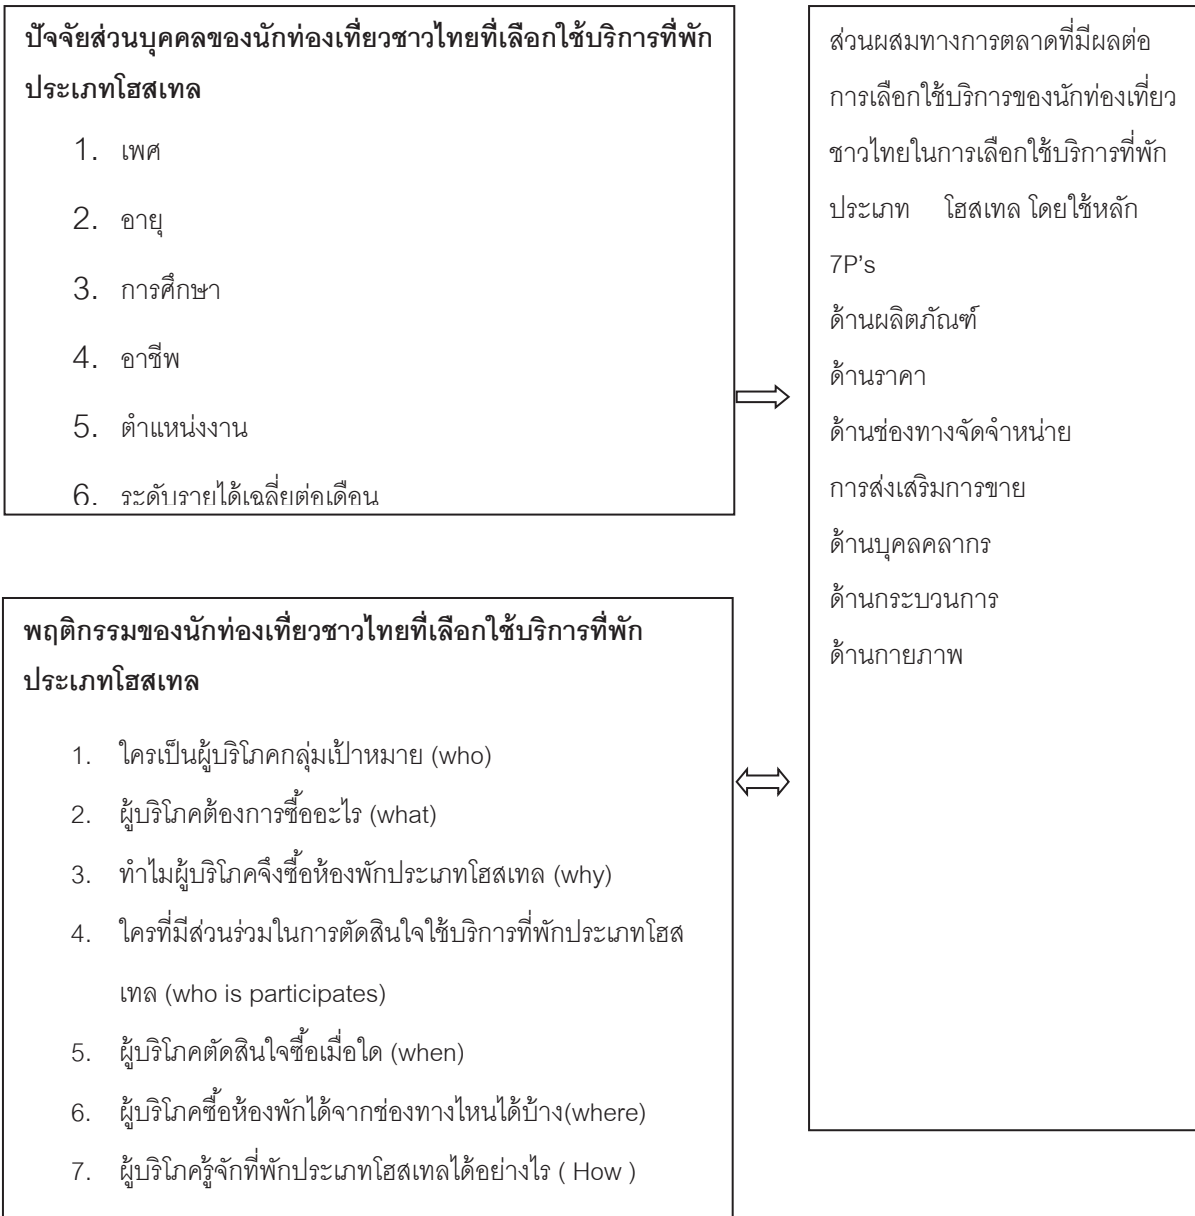 ปัจจัยส่วนบุคคลของนักท่องเที่ยวชาวไทยที่เลือกใช้บริการที่พัก
ประเภทโฮสเทล
1. เพศ
2. อายุ
3. การศึกษา
4. อาชีพ
5. ตำแหน่งงาน
6. ระดับรายได้เฉลี่ยต่อเดือน
พฤติกรรมของนักท่องเที่ยวชาวไทยที่เลือกใช้บริการที่พัก
ประเภทโฮสเทล
1. ใครเป็นผู้บริโภคกลุ่มเป้าหมาย (who)
2. ผู้บริโภคต้องการซื้ออะไร (what)
3. ทำไมผู้บริโภคจึงซื้อห้องพักประเภทโฮสเทล (why)
4. ใครที่มีส่วนร่วมในการตัดสินใจใช้บริการที่พักประเภทโฮส
เทล (who is participates)
5. ผู้บริโภคตัดสินใจซื้อเมื่อใด (when)
6. ผู้บริโภคซื้อห้องพักได้จากช่องทางไหนได้บ้าง(where)
7. ผู้บริโภครู้จักที่พักประเภทโฮสเทลได้อย่างไร ( How )
ส่วนผสมทางการตลาดที่มีผลต่อ
การเลือกใช้บริการของนักท่องเที่ยว
ชาวไทยในการเลือกใช้บริการที่พัก
ประเภท โฮสเทล โดยใช้หลัก
7P's
ด้านผลิตภัณฑ์
ด้านราคา
ด้านช่องทางจัดจำหน่าย
การส่งเสริมการขาย
ด้านบุคลคลากร
ด้านกระบวนการ
ด้านกายภาพ